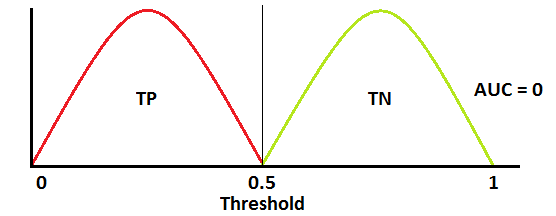 TP
TN
AUC = 0
0
0.5
1
Threshold